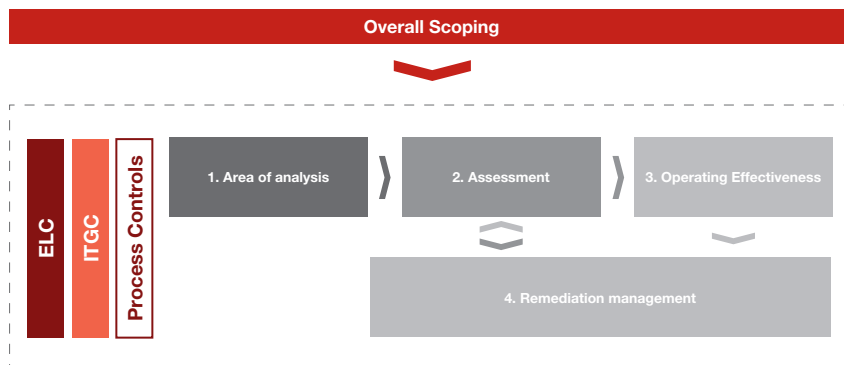 Overall Scoping
ELC
ITGC
Process Controls
1. Area of analysis
2. Assessment
3. Operating Effectiveness
4. Remediation management